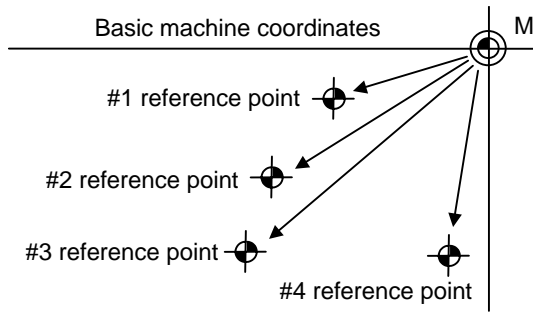 Basic machine coordinates
M
#1 reference point
#2 reference point
#3 reference point
#4 reference point